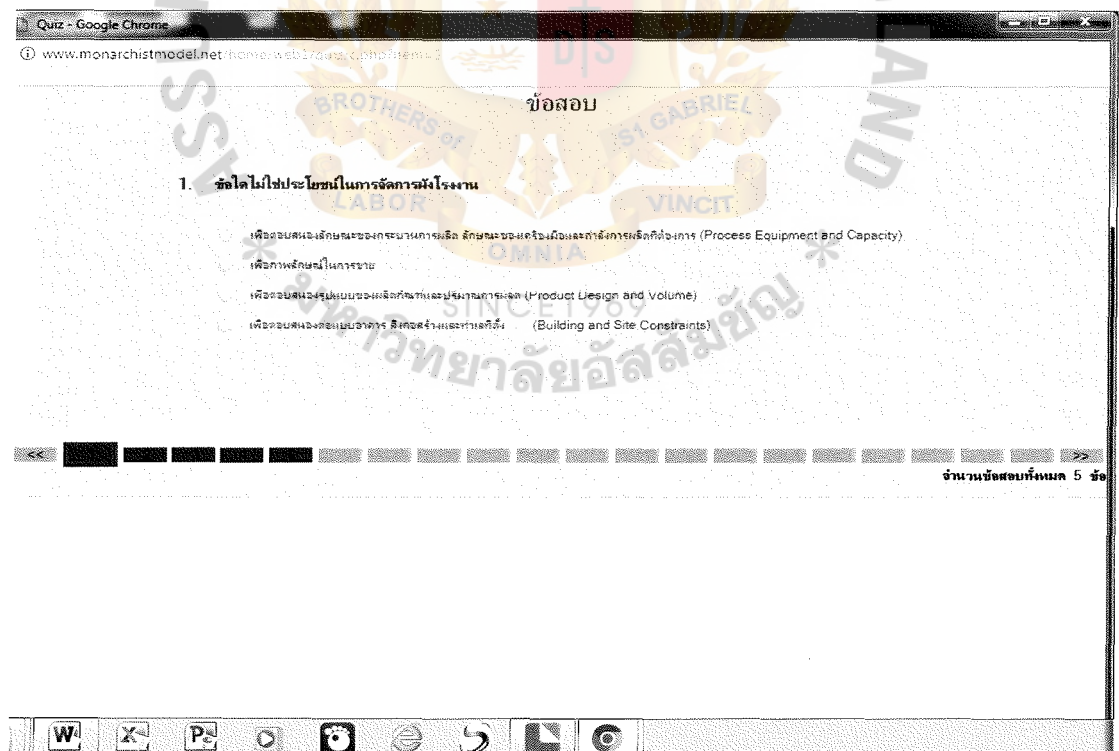 Quiz - Google Chrome
www.monarchistmodel.net
ข้อสอบ
BROTHERS of ST GABRIEL
D S
ASS
LAND
1. ข้อใดไม่ใช่ประโยชน์ในการจัดการผังโรงงาน
LABOR VINCIT
เพื่อตอบสนองลักษณะของกระบวนการผลิต ลักษณะของเครื่องมือและกำลังการผลิตที่ต้องการ (Process Equipment and Capacity)
OMNIA
เพื่อภาพลักษณ์ในการขาย
เพื่อตอบสนองรูปแบบของผลิตภัณฑ์และปริมาณการผลิต (Product Design and Volume)
SINCE 1969
เพื่อตอบสนองต่อแบบอาคาร สิ่งก่อสร้างและทำเลที่ตั้ง (Building and Site Constraints)
มหาวิทยาลัยอัสสัมชัญ
<< >>
จำนวนข้อสอบทั้งหมด 5 ข้อ